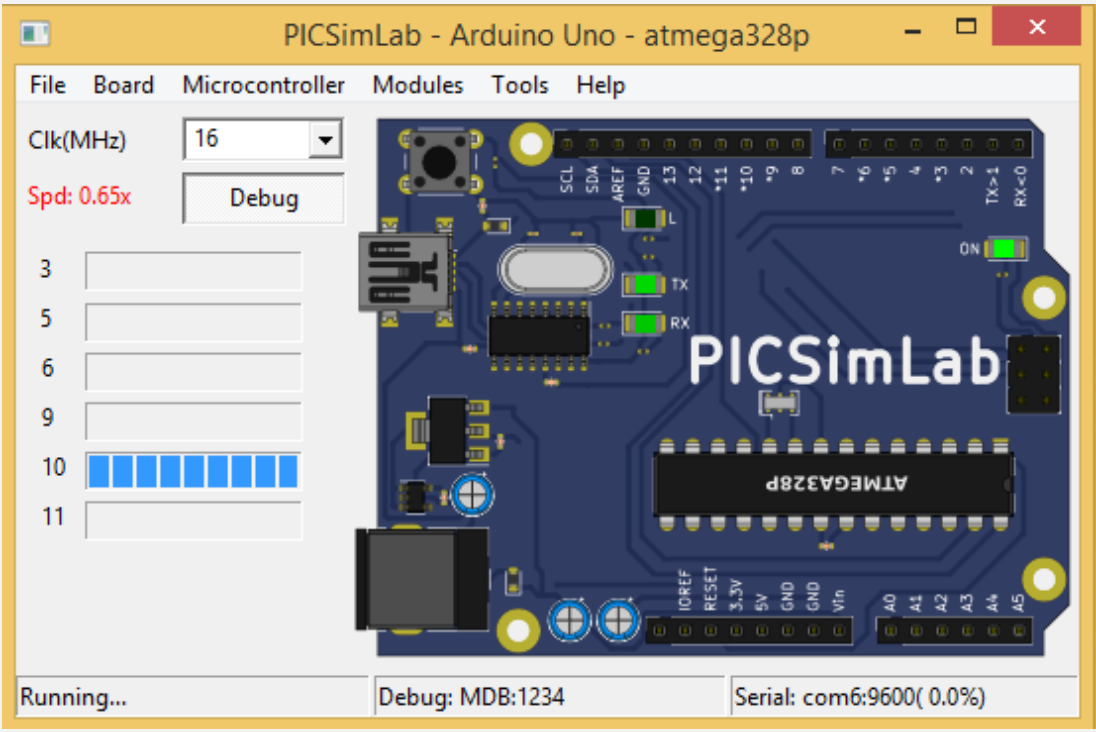 PICSimLab - Arduino Uno - atmega328p
File Board Microcontroller Modules Tools Help
Clk(MHz) 16
Spd: 0.65x Debug
3
5
6
9
10
11
SCL SDA AREF GND 13 12 *11 *10 *9 8 7 *6 *5 4 *3 2 TX>1 RX<0
L
ON
TX
RX
PICSimLab
ATMEGA328P
IOREF RESET 3.3V 5V GND GND Vin A0 A1 A2 A3 A4 A5
Running... Debug: MDB:1234 Serial: com6:9600( 0.0%)